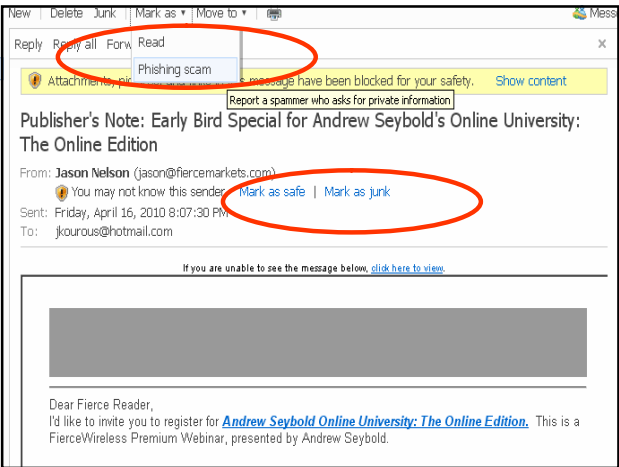 New | Delete Junk | Mark as ▾ Move to ▾ |
Reply Reply all Forw
Read
Phishing scam
Attachments, pic message have been blocked for your safety. Show content
Report a spammer who asks for private information
Publisher's Note: Early Bird Special for Andrew Seybold's Online University:
The Online Edition
From: Jason Nelson (jason@fiercemarkets.com)
You may not know this sender. Mark as safe | Mark as junk
Sent: Friday, April 16, 2010 8:07:30 PM
To: jkourous@hotmail.com
If you are unable to see the message below, click here to view.
Dear Fierce Reader,
I'd like to invite you to register for Andrew Seybold Online University: The Online Edition. This is a
FierceWireless Premium Webinar, presented by Andrew Seybold.